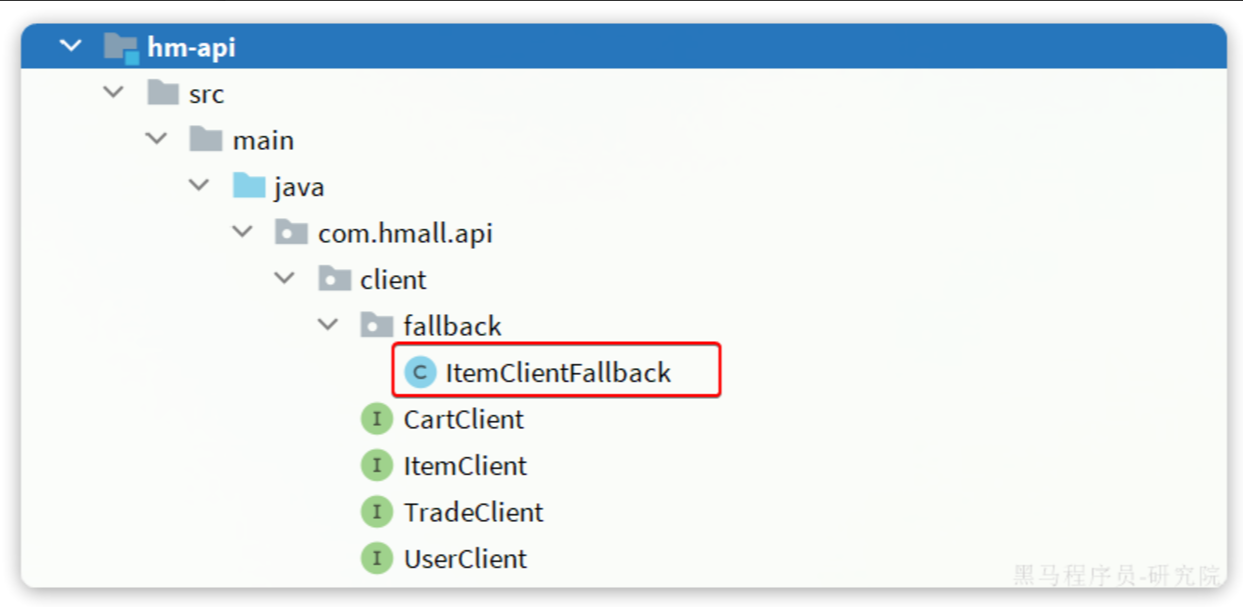 hm-api
src
main
java
com.hmall.api
client
fallback
C ItemClientFallback
I CartClient
I ItemClient
I TradeClient
I UserClient
黑马程序员-研究院